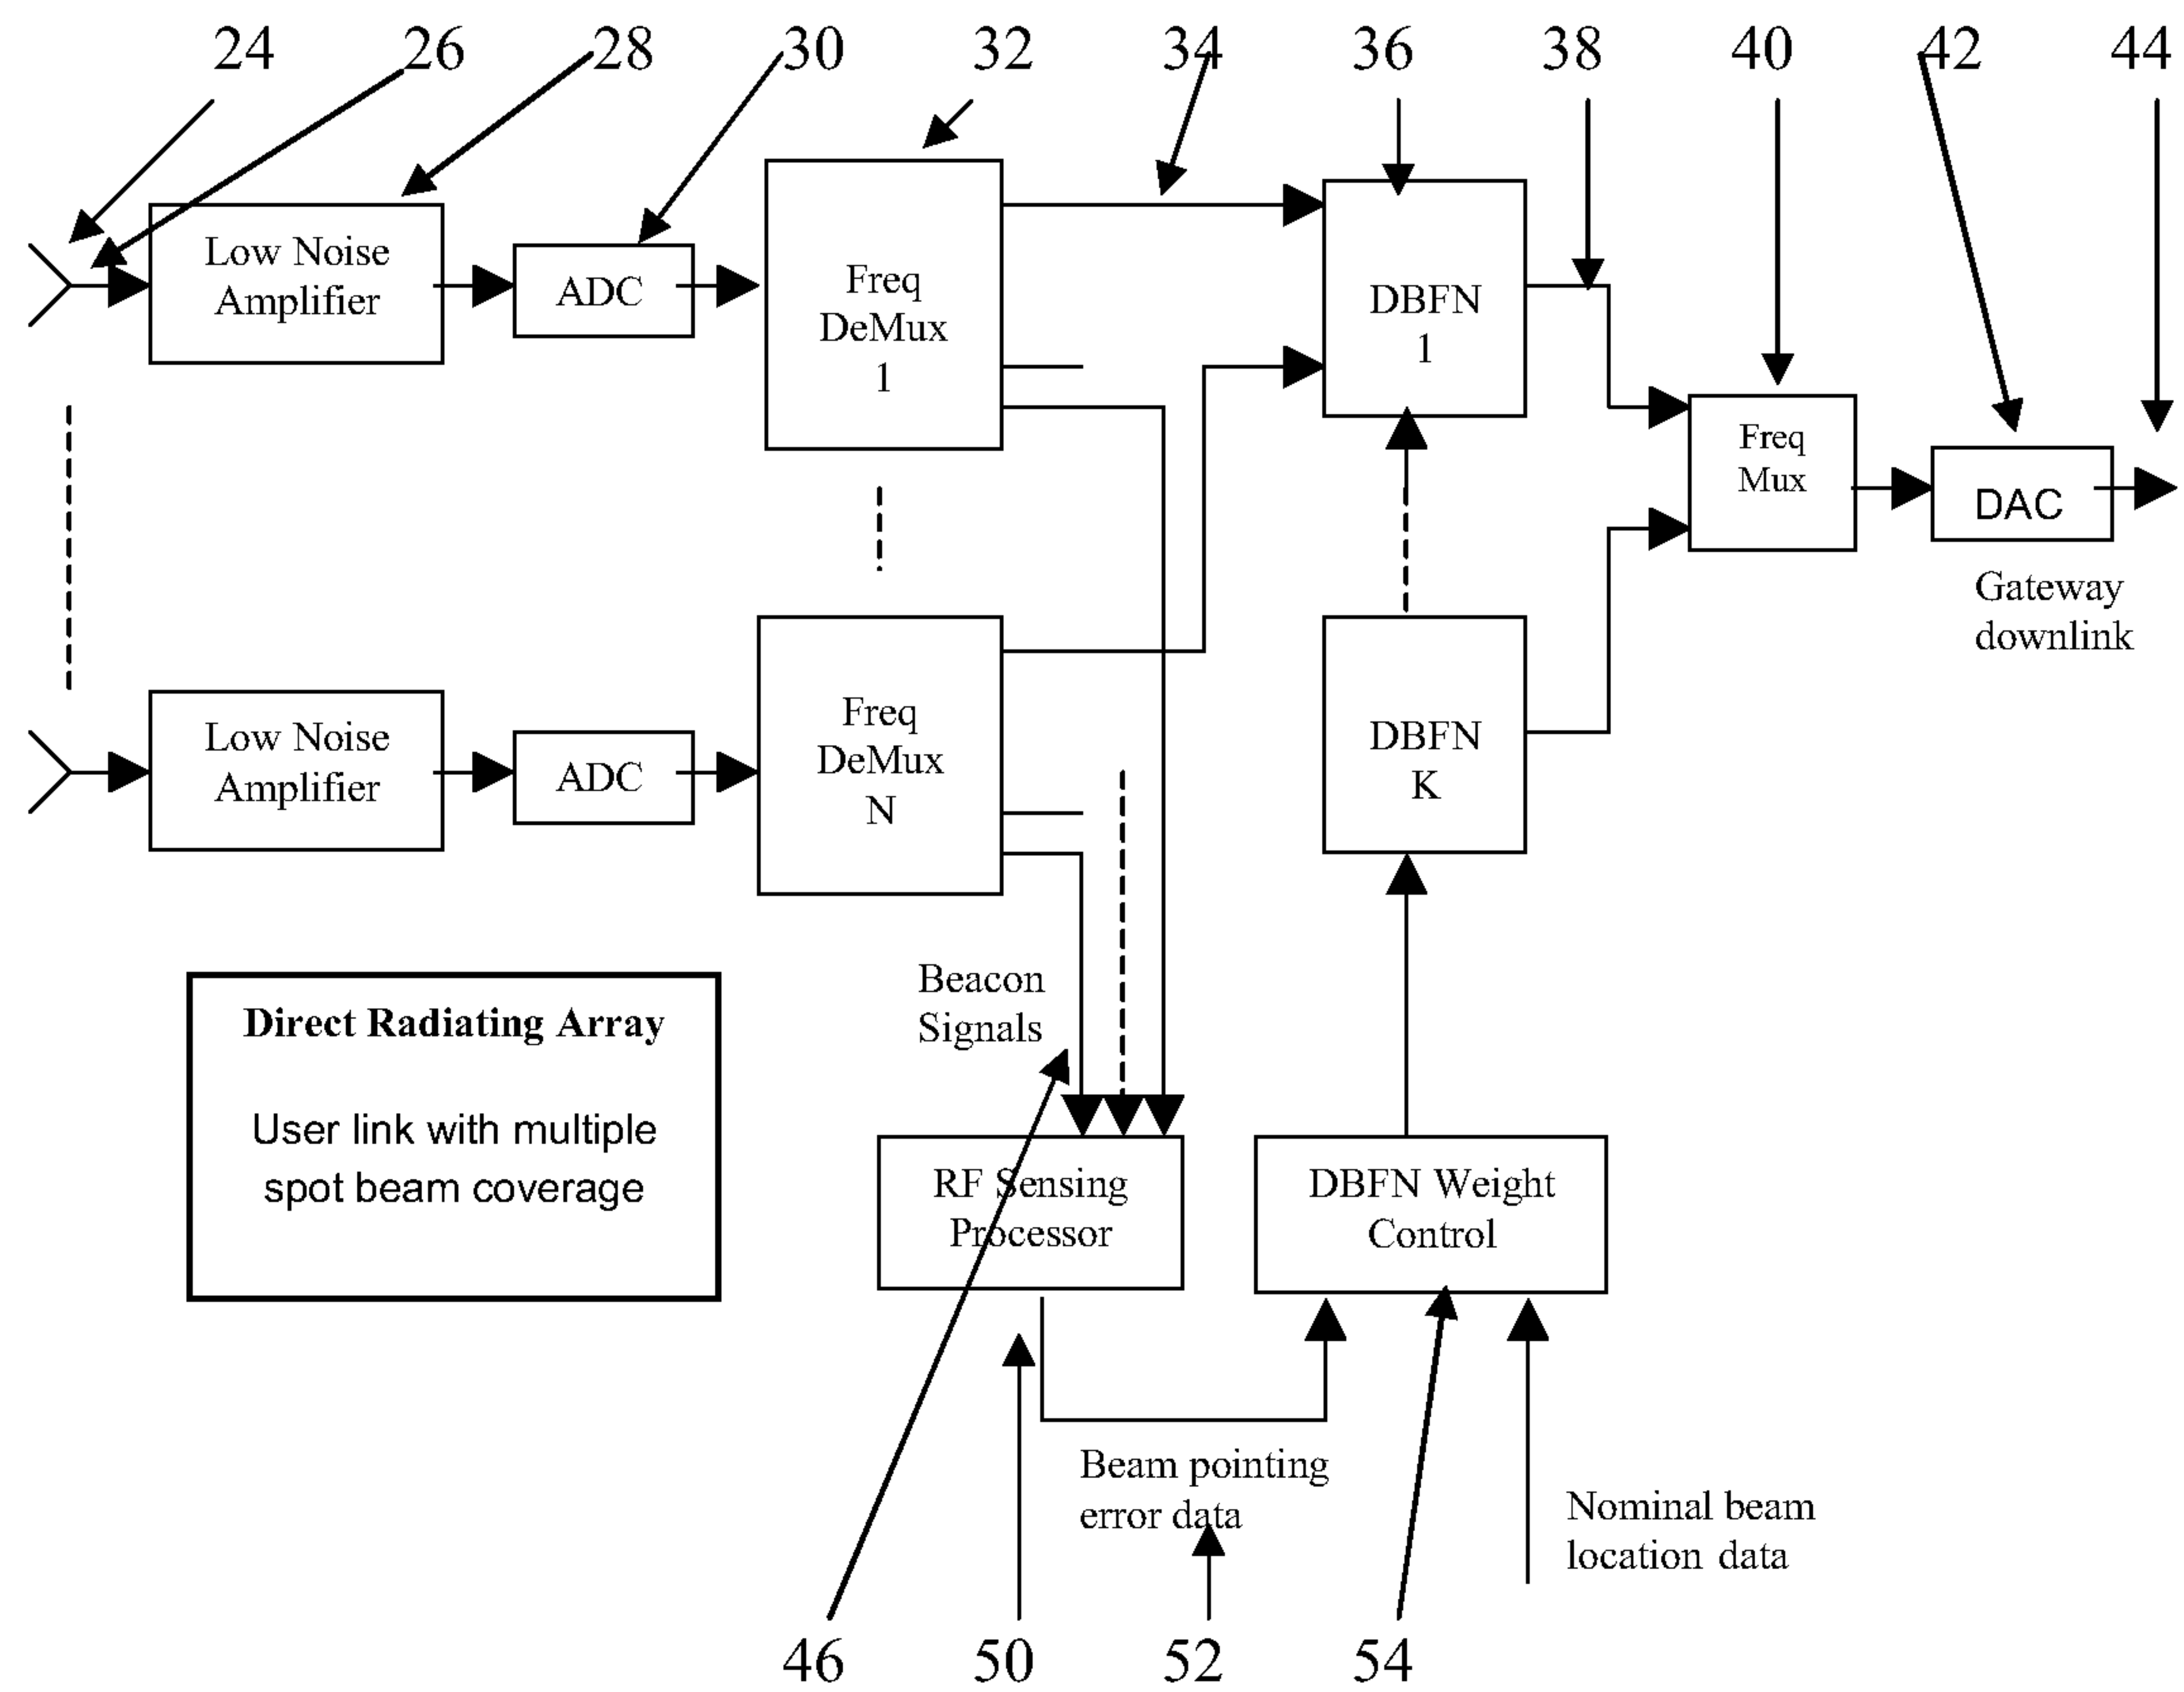 24 26 28 30 32 34 36 38 40 42 44
Low Noise
Amplifier
ADC
Freq
DeMux
1
DBFN
1
Freq
Mux
DAC
Gateway
downlink
Low Noise
Amplifier
ADC
Freq
DeMux
N
DBFN
K
Beacon
Signals
Direct Radiating Array
User link with multiple
spot beam coverage
RF Sensing
Processor
DBFN Weight
Control
Beam pointing
error data
Nominal beam
location data
46 50 52 54